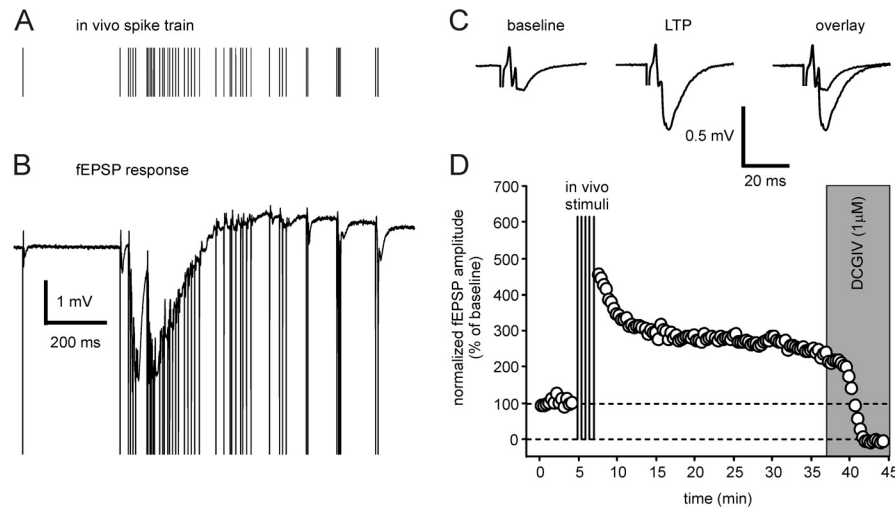 A
in vivo spike train
B
fEPSP response
1 mV
200 ms
C
baseline
LTP
overlay
0.5 mV
20 ms
D
in vivo
stimuli
DCGIV (1μM)
normalized fEPSP amplitude
(% of baseline)
700
600
500
400
300
200
100
0
0
5
10
15
20
25
30
35
40
45
time (min)